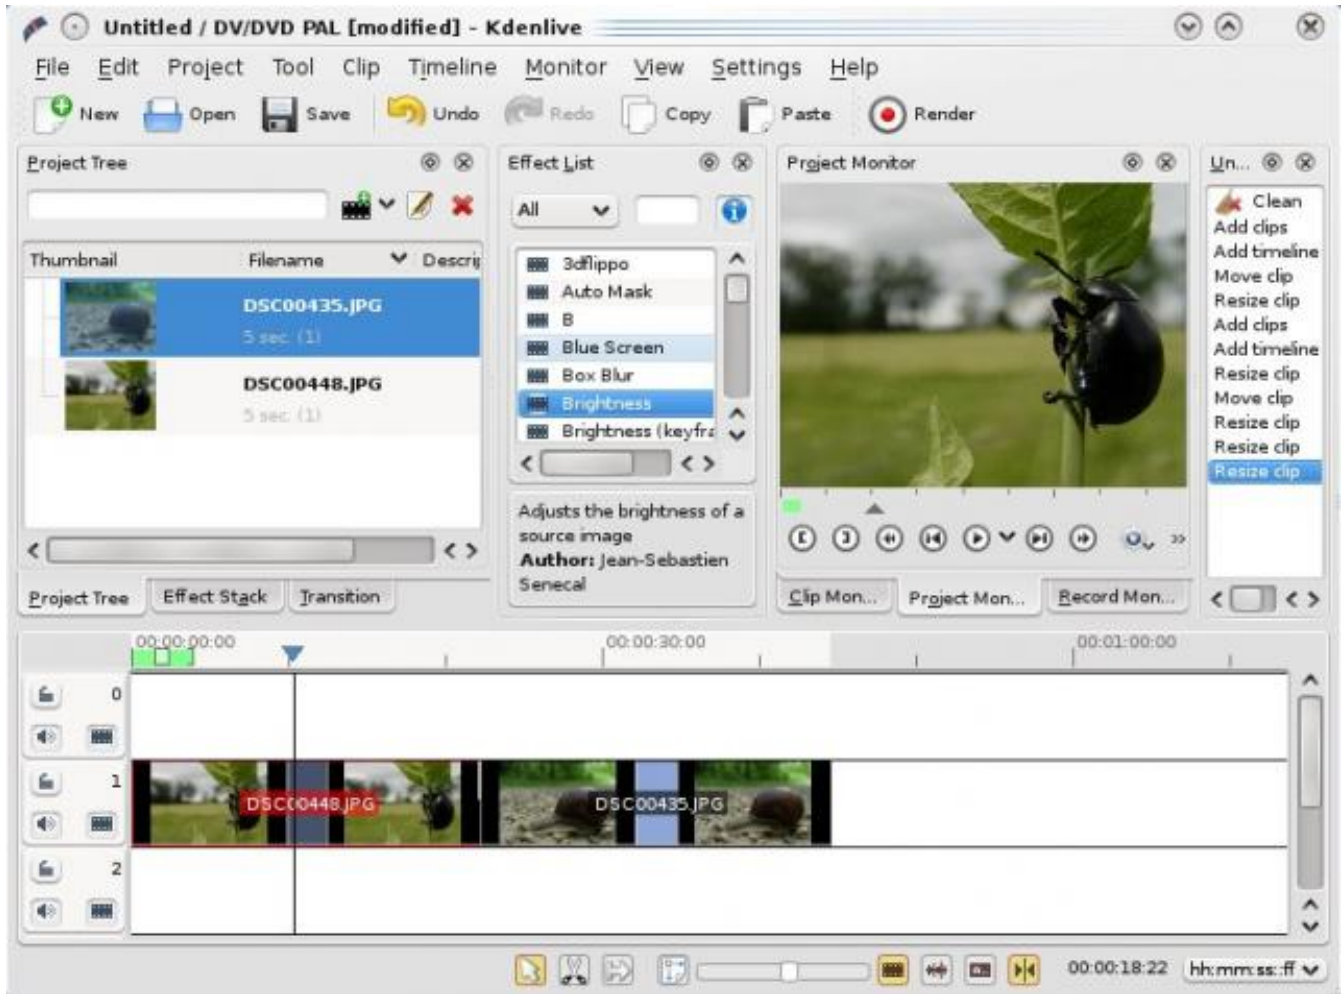 Untitled / DV/DVD PAL [modified] - Kdenlive
File Edit Project Tool Clip Timeline Monitor View Settings Help
New Open Save Undo Redo Copy Paste Render
Project Tree
Thumbnail Filename Descrip
DSC00435.JPG
5 sec. (1)
DSC00448.JPG
5 sec. (1)
Project Tree Effect Stack Transition
Effect List
All
3dflippo
Auto Mask
B
Blue Screen
Box Blur
Brightness
Brightness (keyfra
Adjusts the brightness of a
source image
Author: Jean-Sebastien
Senecal
Project Monitor
Clip Mon... Project Mon... Record Mon...
Un...
Clean
Add clips
Add timeline
Move clip
Resize clip
Add clips
Add timeline
Resize clip
Move clip
Resize clip
Resize clip
Resize clip
00:00:00:00 00:00:30:00 00:01:00:00
0
1
DSC00448.JPG DSC00435.JPG
2
00:00:18:22 hh:mm:ss::ff